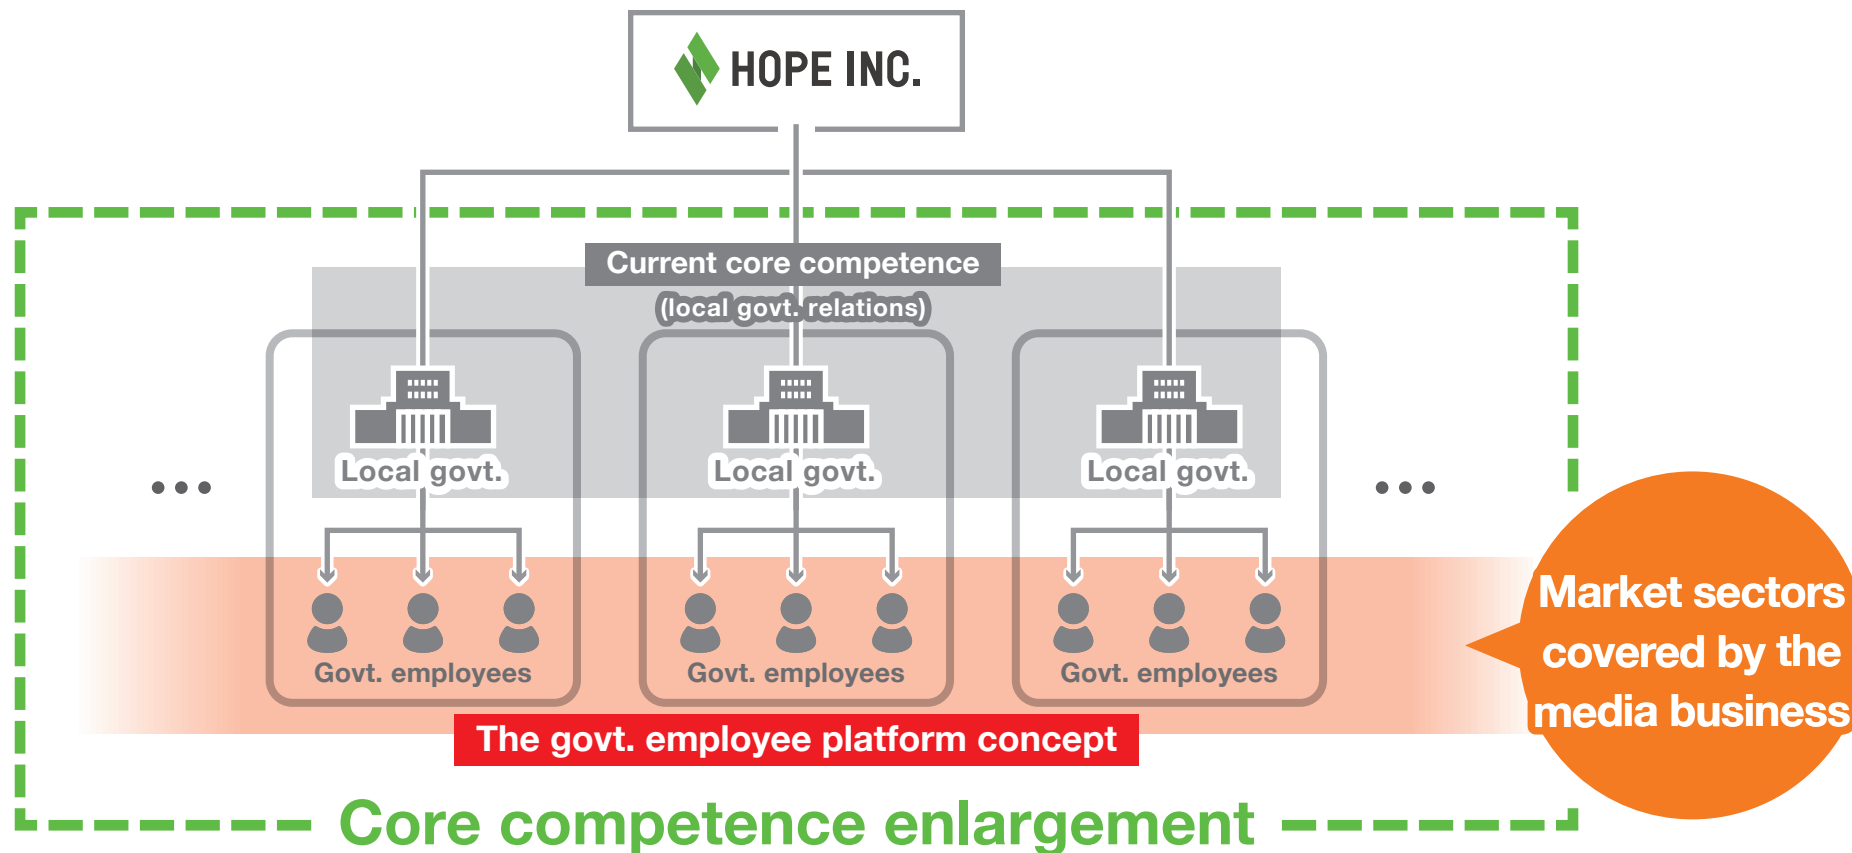 HOPE INC.
Current core competence
(local govt. relations)
Local govt.
Local govt.
Local govt.
...
...
Govt. employees
Govt. employees
Govt. employees
Market sectors
covered by the
media business
The govt. employee platform concept
Core competence enlargement